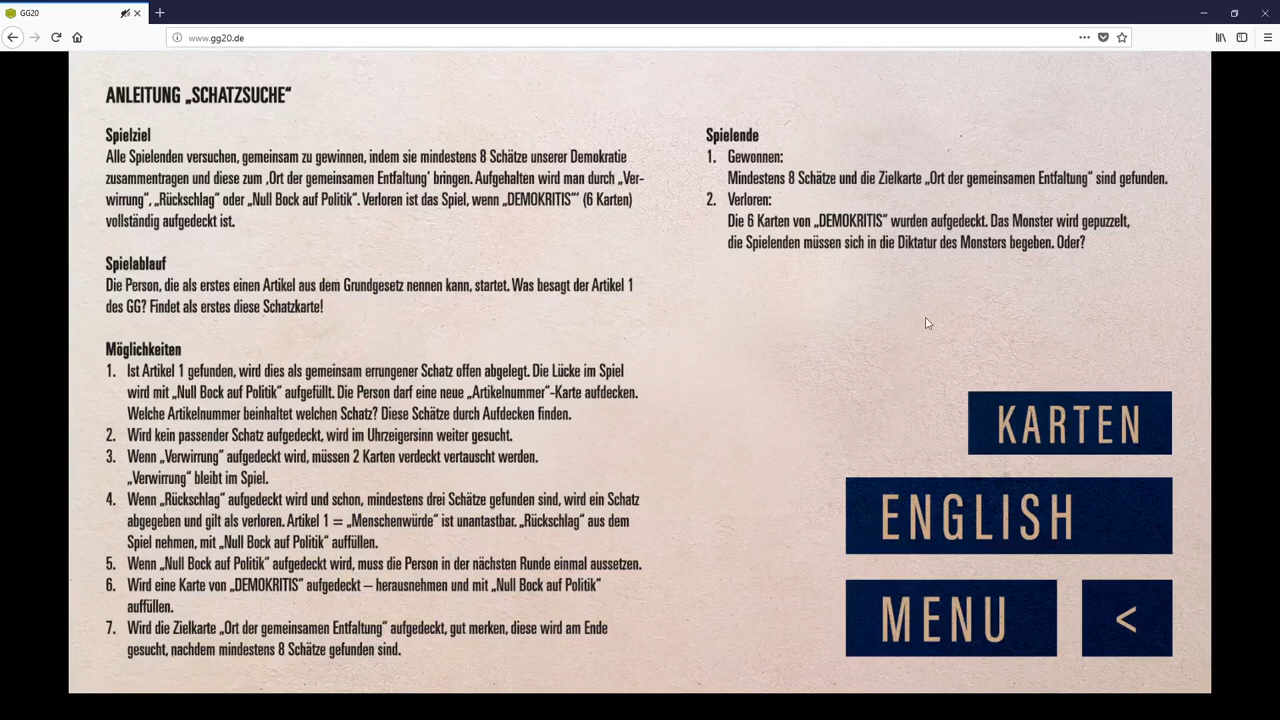 GG20
www.gg20.de
ANLEITUNG „SCHATZSUCHE“
Spielziel
Alle Spielenden versuchen, gemeinsam zu gewinnen, indem sie mindestens 8 Schätze unserer Demokratie
zusammentragen und diese zum ‚Ort der gemeinsamen Entfaltung‘ bringen. Aufgehalten wird man durch „Ver-
wirrung“, „Rückschlag“ oder „Null Bock auf Politik“. Verloren ist das Spiel, wenn „DEMOKRITIS“‘ (6 Karten)
vollständig aufgedeckt ist.
Spielablauf
Die Person, die als erstes einen Artikel aus dem Grundgesetz nennen kann, startet. Was besagt der Artikel 1
des GG? Findet als erstes diese Schatzkarte!
Möglichkeiten
1. Ist Artikel 1 gefunden, wird dies als gemeinsam errungener Schatz offen abgelegt. Die Lücke im Spiel
wird mit „Null Bock auf Politik“ aufgefüllt. Die Person darf eine neue „Artikelnummer“-Karte aufdecken.
Welche Artikelnummer beinhaltet welchen Schatz? Diese Schätze durch Aufdecken finden.
2. Wird kein passender Schatz aufgedeckt, wird im Uhrzeigersinn weiter gesucht.
3. Wenn „Verwirrung“ aufgedeckt wird, müssen 2 Karten verdeckt vertauscht werden.
„Verwirrung“ bleibt im Spiel.
4. Wenn „Rückschlag“ aufgedeckt wird und schon, mindestens drei Schätze gefunden sind, wird ein Schatz
abgegeben und gilt als verloren. Artikel 1 = „Menschenwürde“ ist unantastbar. „Rückschlag“ aus dem
Spiel nehmen, mit „Null Bock auf Politik“ auffüllen.
5. Wenn „Null Bock auf Politik“ aufgedeckt wird, muss die Person in der nächsten Runde einmal aussetzen.
6. Wird eine Karte von „DEMOKRITIS“ aufgedeckt – herausnehmen und mit „Null Bock auf Politik“
auffüllen.
7. Wird die Zielkarte „Ort der gemeinsamen Entfaltung“ aufgedeckt, gut merken, diese wird am Ende
gesucht, nachdem mindestens 8 Schätze gefunden sind.
Spielende
1. Gewonnen:
Mindestens 8 Schätze und die Zielkarte „Ort der gemeinsamen Entfaltung“ sind gefunden.
2. Verloren:
Die 6 Karten von „DEMOKRITIS“ wurden aufgedeckt. Das Monster wird gepuzzelt,
die Spielenden müssen sich in die Diktatur des Monsters begeben. Oder?
KARTEN
ENGLISH
MENU <